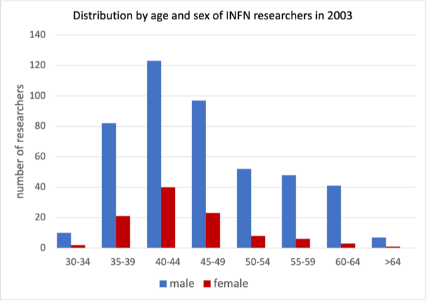 Distribution by age and sex of INFN researchers in 2003
number of researchers
140
120
100
80
60
40
20
0
30-34 35-39 40-44 45-49 50-54 55-59 60-64 >64
male female